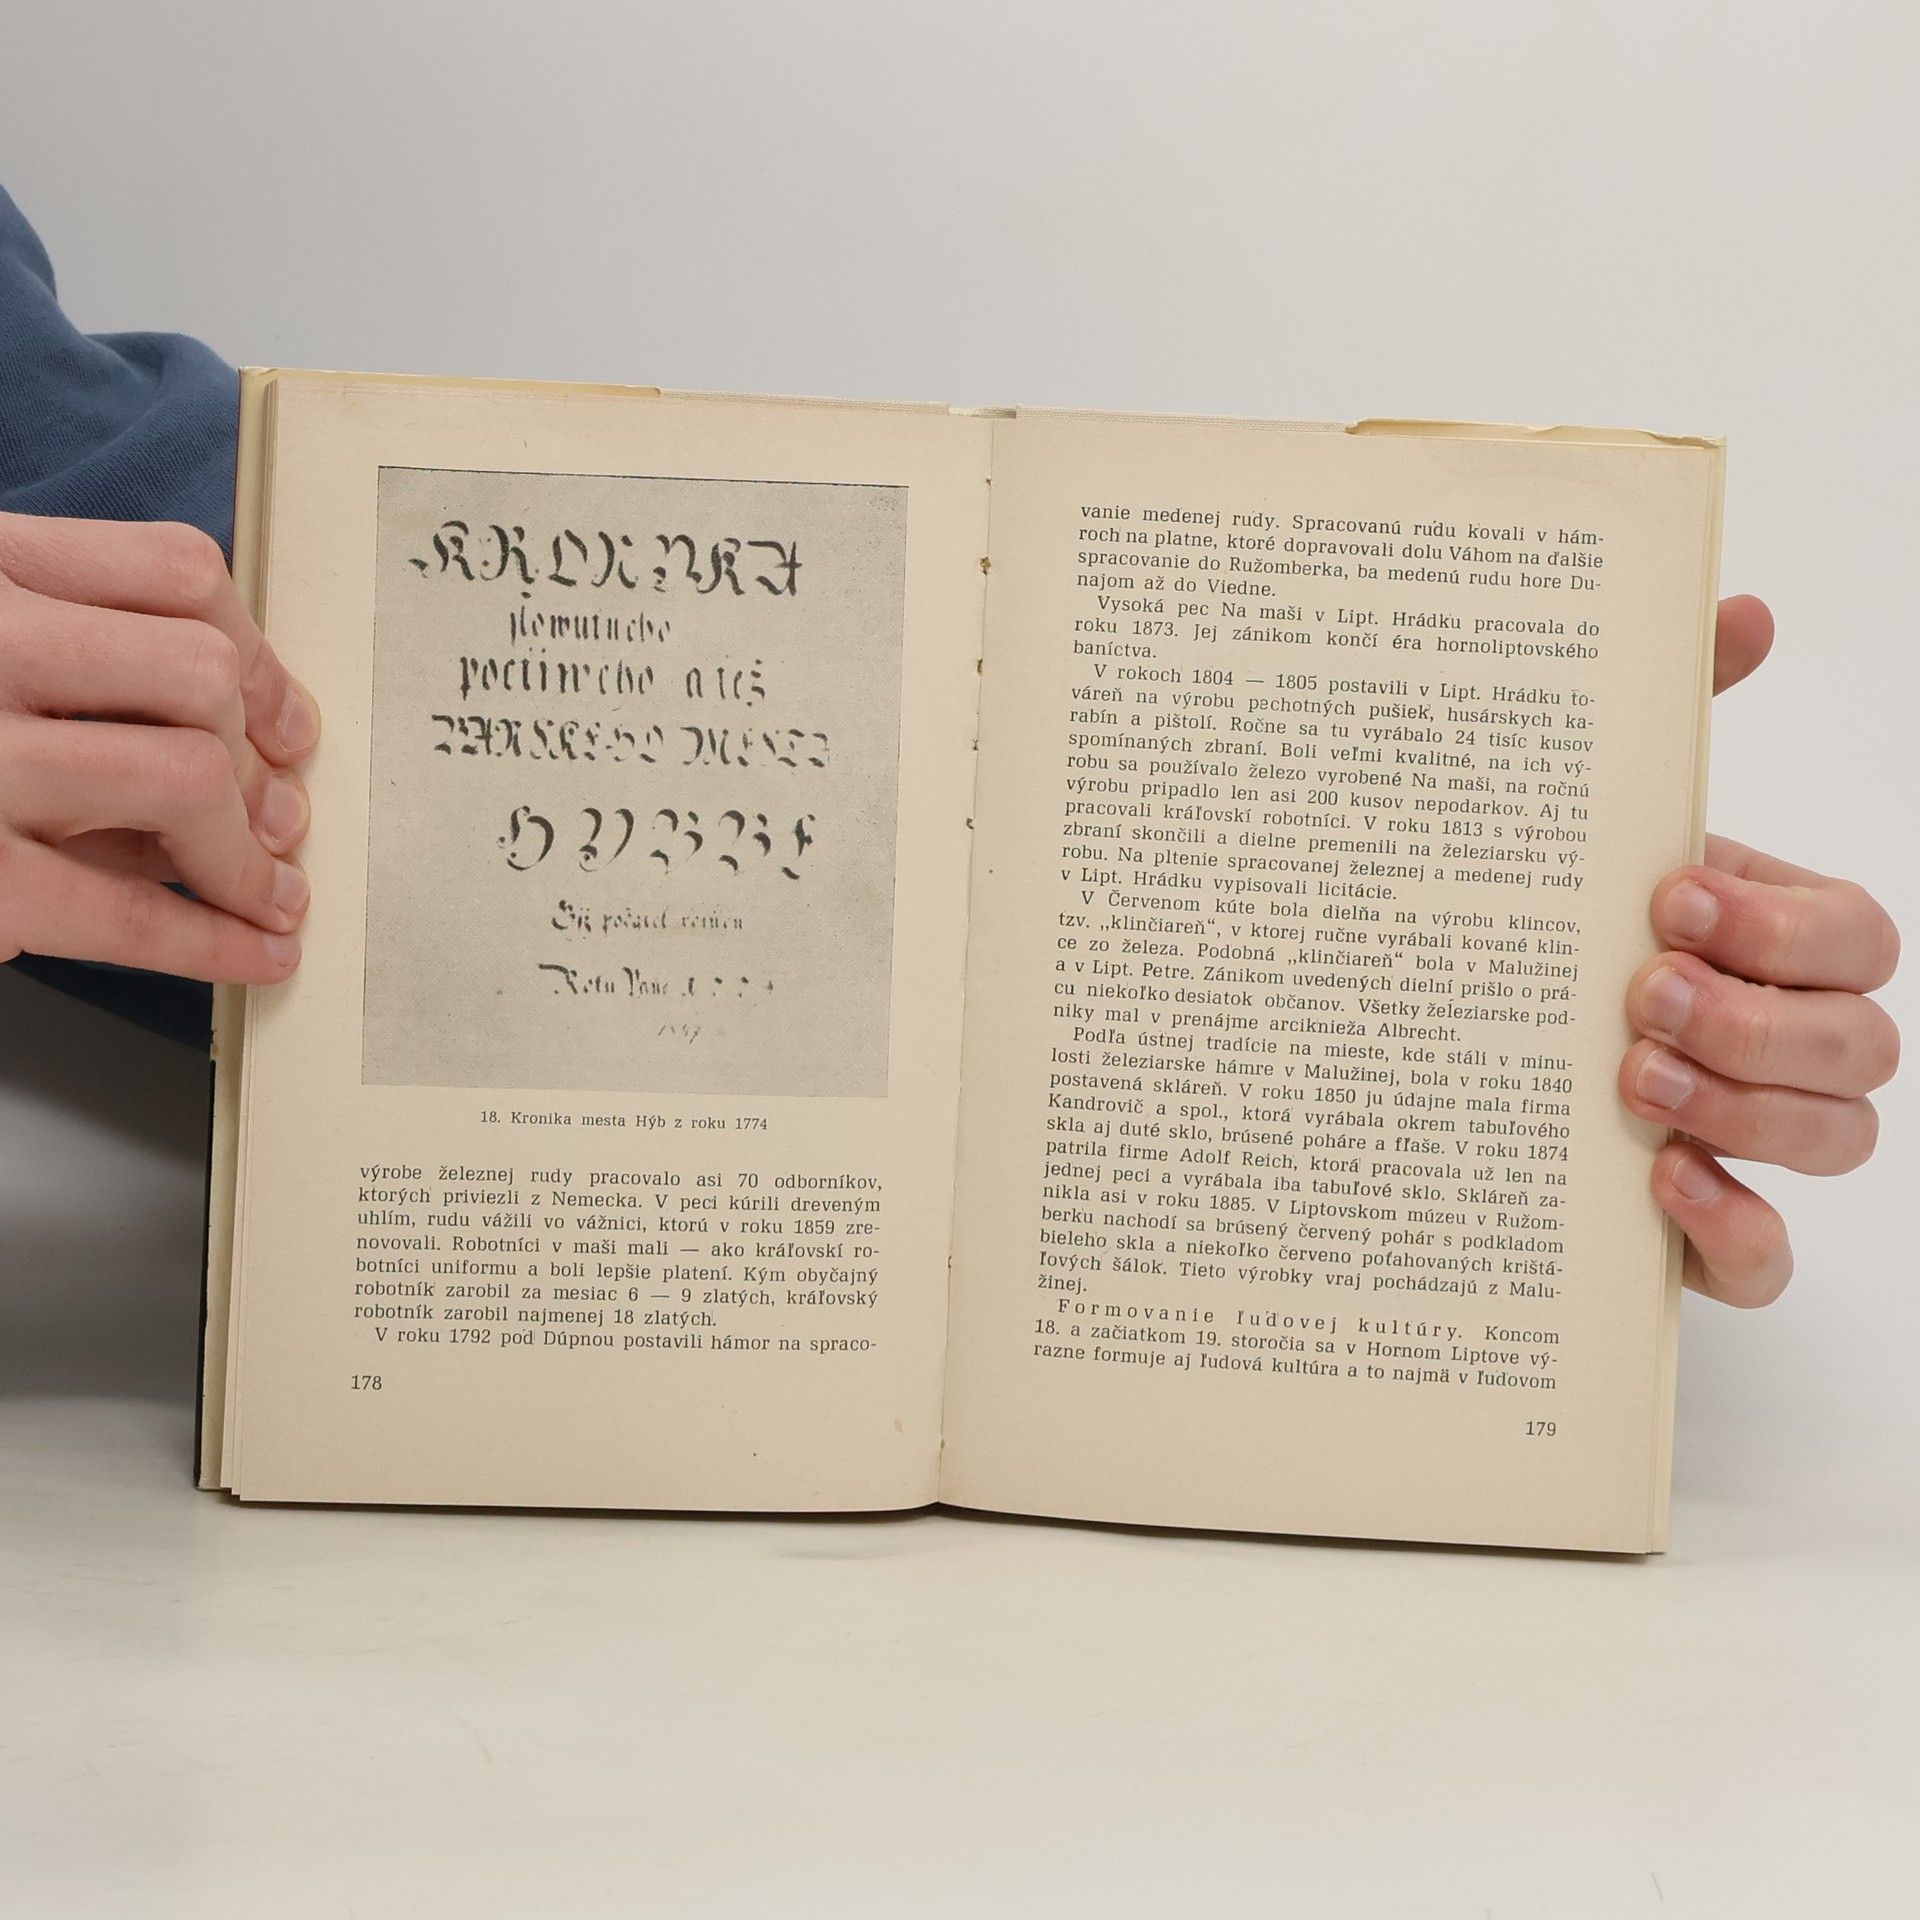 KRONYKA
slowutneho
poctiweho a tež
PANSKEHO MESTA
HYBBE
Roku Pane 1774
18. Kronika mesta Hýb z roku 1774
výrobe železnej rudy pracovalo asi 70 odborníkov,
ktorých priviezli z Nemecka. V peci kúrili dreveným
uhlím, rudu vážili vo vážnici, ktorú v roku 1859 zre-
novovali. Robotníci v maši mali — ako kráľovskí ro-
botníci uniformu a boli lepšie platení. Kým obyčajný
robotník zarobil za mesiac 6 — 9 zlatých, kráľovský
robotník zarobil najmenej 18 zlatých.
V roku 1792 pod Dúpnou postavili hámor na spraco-
178
vanie medenej rudy. Spracovanú rudu kovali v hám-
roch na platne, ktoré dopravovali dolu Váhom na ďalšie
spracovanie do Ružomberka, ba medenú rudu hore Du-
najom až do Viedne.
Vysoká pec Na maši v Lipt. Hrádku pracovala do
roku 1873. Jej zánikom končí éra hornoliptovského
baníctva.
V rokoch 1804 — 1805 postavili v Lipt. Hrádku to-
váreň na výrobu pechotných pušiek, husárskych ka-
rabín a pištolí. Ročne sa tu vyrábalo 24 tisíc kusov
spomínaných zbraní. Boli veľmi kvalitné, na ich vý-
robu sa používalo železo vyrobené Na maši, na ročnú
výrobu pripadlo len asi 200 kusov nepodarkov. Aj tu
pracovali kráľovskí robotníci. V roku 1813 s výrobou
zbraní skončili a dielne premenili na železiarsku vý-
robu. Na pltenie spracovanej železnej a medenej rudy
v Lipt. Hrádku vypisovali licitácie.
V Červenom kúte bola dielňa na výrobu klincov,
tzv. „klinčiareň“, v ktorej ručne vyrábali kované klin-
ce zo železa. Podobná „klinčiareň“ bola v Malužinej
a v Lipt. Petre. Zánikom uvedených dielní prišlo o prá-
cu niekoľko desiatok občanov. Všetky železiarske pod-
niky mal v prenájme arciknieža Albrecht.
Podľa ústnej tradície na mieste, kde stáli v minu-
losti železiarske hámre v Malužinej, bola v roku 1840
postavená skláreň. V roku 1850 ju údajne mala firma
Kandrovič a spol., ktorá vyrábala okrem tabuľového
skla aj duté sklo, brúsené poháre a fľaše. V roku 1874
patrila firme Adolf Reich, ktorá pracovala už len na
jednej peci a vyrábala iba tabuľové sklo. Skláreň za-
nikla asi v roku 1885. V Liptovskom múzeu v Ružom-
berku nachodí sa brúsený červený pohár s podkladom
bieleho skla a niekoľko červeno poťahovaných krištá-
ľových šálok. Tieto výrobky vraj pochádzajú z Malu-
žinej.
Formovanie ľudovej kultúry. Koncom
18. a začiatkom 19. storočia sa v Hornom Liptove vý-
razne formuje aj ľudová kultúra a to najmä v ľudovom
179